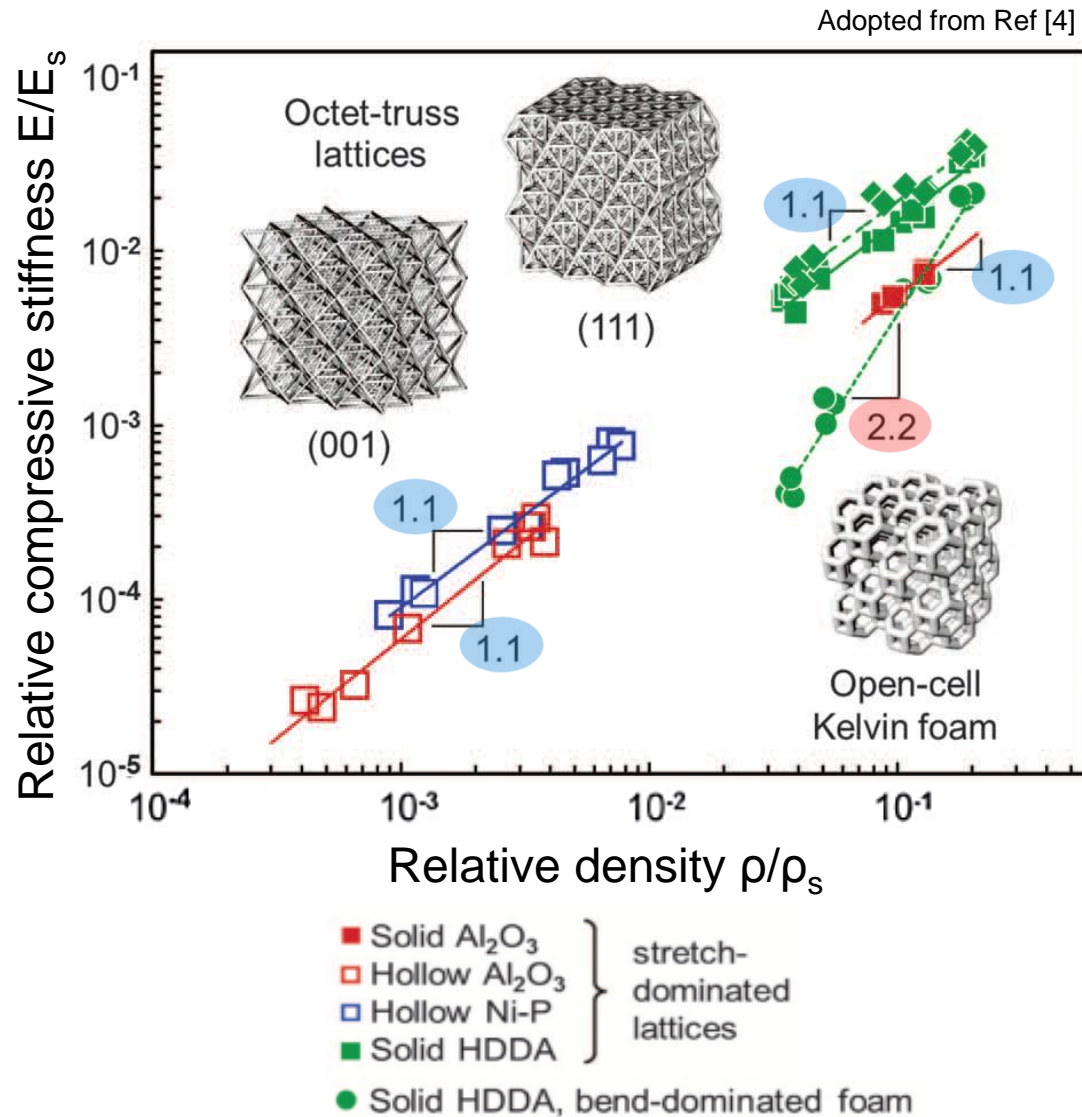 Adopted from Ref [4]
Relative compressive stiffness E/Eₛ
10⁻¹
10⁻²
10⁻³
10⁻⁴
10⁻⁵
Octet-truss
lattices
(111)
(001)
1.1
1.1
2.2
1.1
1.1
Open-cell
Kelvin foam
10⁻⁴
10⁻³
10⁻²
10⁻¹
Relative density ρ/ρₛ
Solid Al₂O₃
Hollow Al₂O₃
Hollow Ni-P
Solid HDDA
stretch-
dominated
lattices
Solid HDDA, bend-dominated foam